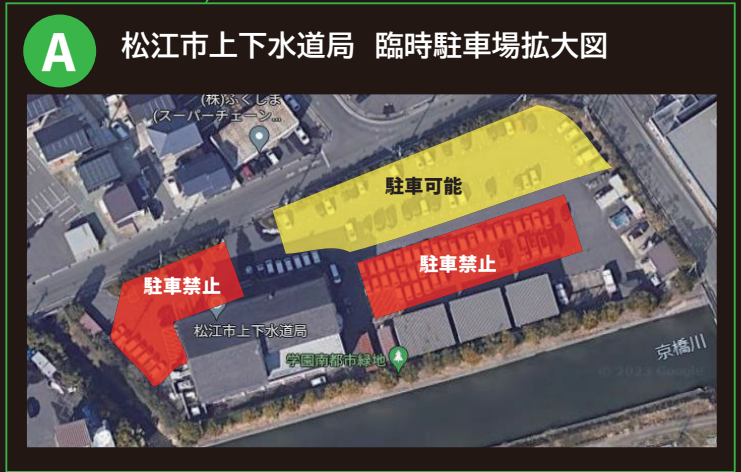 A
松江市上下水道局 臨時駐車場拡大図
(株)ふくしま
(スーパーチェーン...
駐車可能
駐車禁止
駐車禁止
松江市上下水道局
学園南都市緑地
京橋川
© 2023 Google